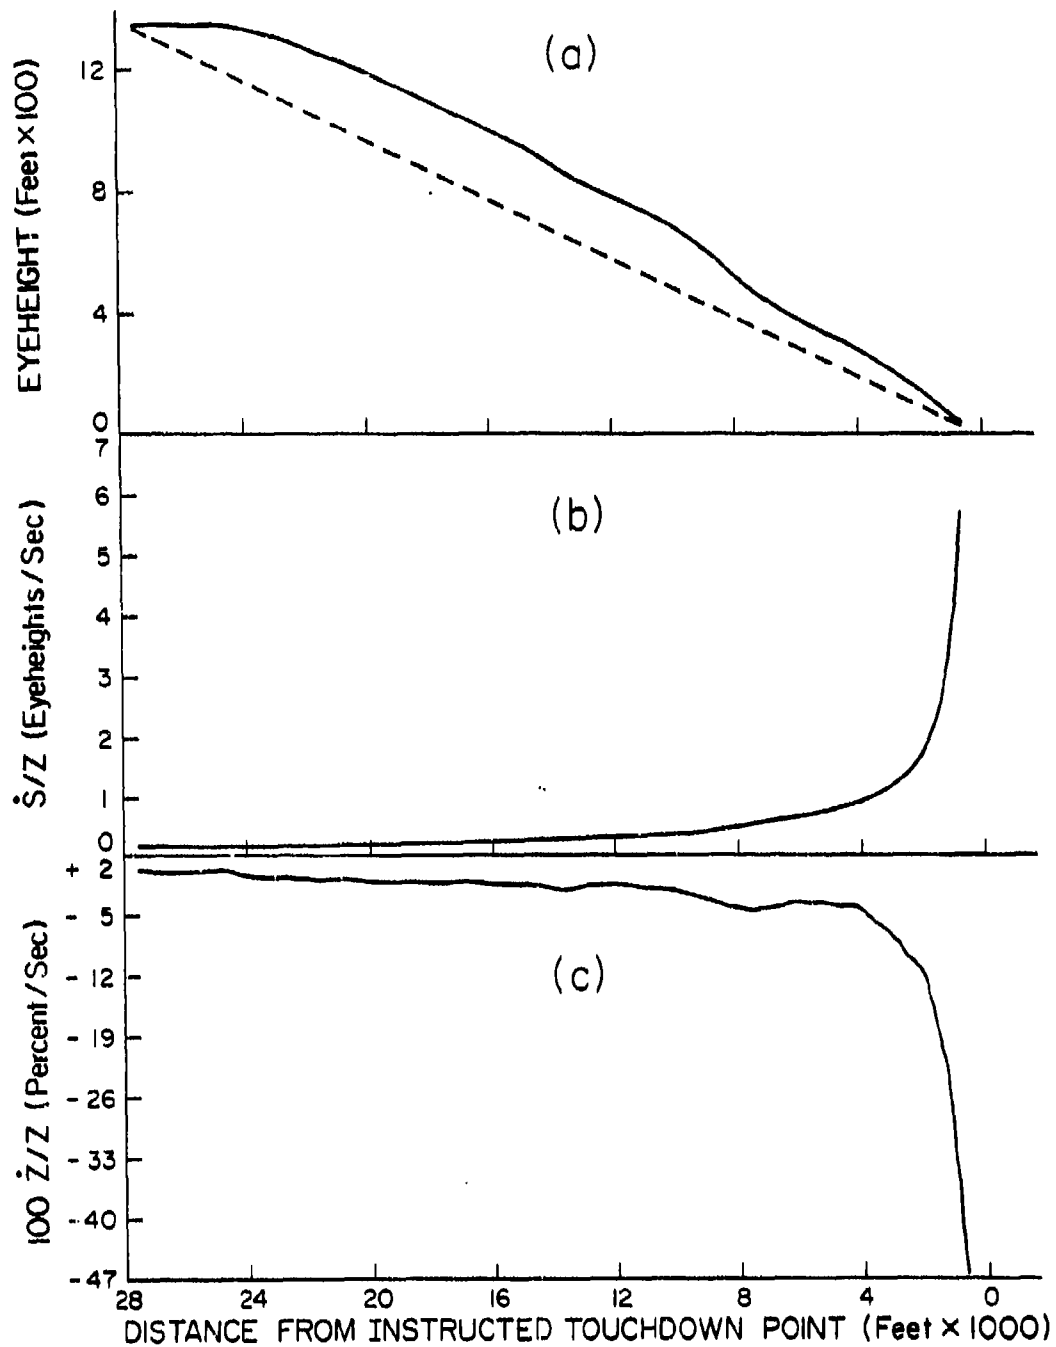 (a)
EYEHEIGHT (Feet × 100)
12
8
4
0
(b)
Ṡ/Z (Eyeheights/Sec)
7
6
5
4
3
2
1
0
(c)
100 Ż/Z (Percent/Sec)
+ 2
- 5
- 12
- 19
- 26
- 33
- 40
- 47
28 24 20 16 12 8 4 0
DISTANCE FROM INSTRUCTED TOUCHDOWN POINT (Feet × 1000)